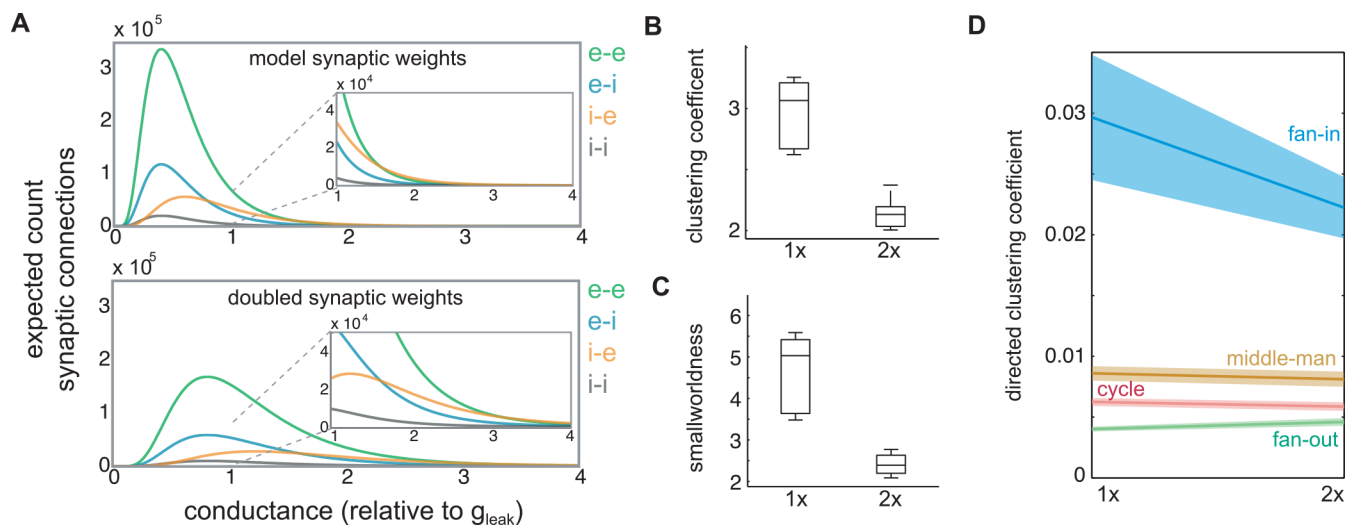 A
x 10^5
3
2
1
0
expected count
synaptic connections
model synaptic weights
x 10^4
4
2
0
1
2
3
4
e-e
e-i
i-e
i-i
0
1
2
3
4
x 10^5
3
2
1
0
doubled synaptic weights
x 10^4
4
2
0
1
2
3
4
e-e
e-i
i-e
i-i
0
1
2
3
4
conductance (relative to g_leak)
B
clustering coefficent
3
2
1x
2x
C
smallworldness
6
5
4
3
2
1x
2x
D
directed clustering coefficient
0.03
0.02
0.01
0
fan-in
middle-man
cycle
fan-out
1x
2x